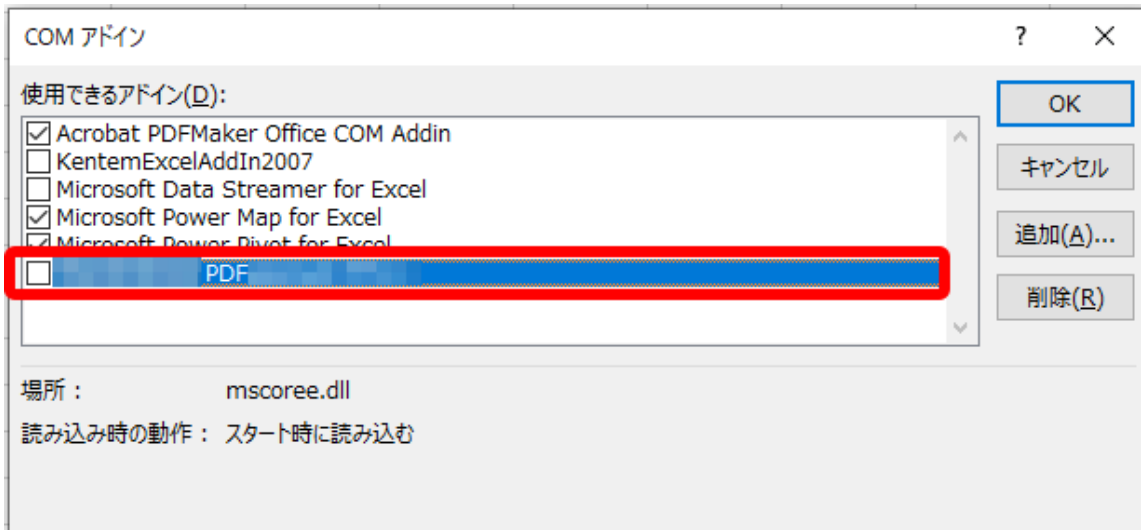 COM アドイン
? ×
使用できるアドイン(D):
Acrobat PDFMaker Office COM Addin
KentemExcelAddIn2007
Microsoft Data Streamer for Excel
Microsoft Power Map for Excel
Microsoft Power Pivot for Excel
PDF
OK
キャンセル
追加(A)...
削除(R)
場所: mscoree.dll
読み込み時の動作: スタート時に読み込む